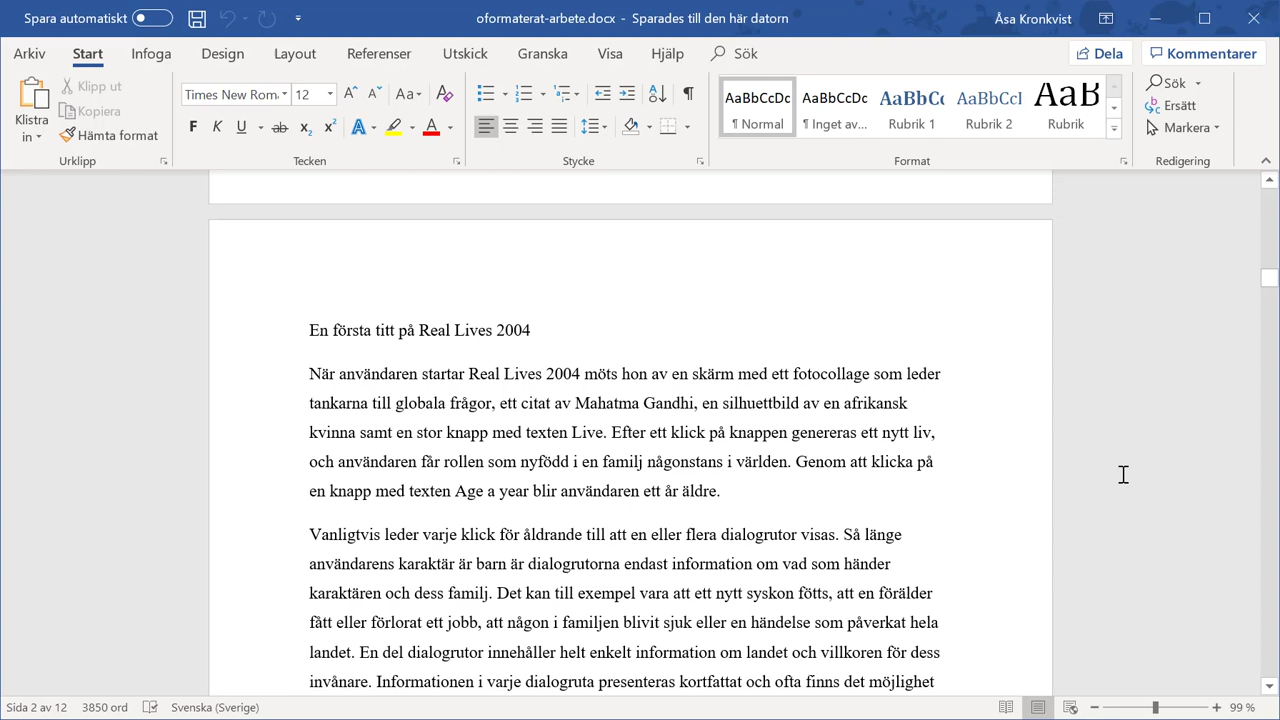 Spara automatiskt
oformaterat-arbete.docx - Sparades till den här datorn
Åsa Kronkvist
Arkiv Start Infoga Design Layout Referenser Utskick Granska Visa Hjälp Sök Dela Kommentarer
Klistra in
Klipp ut
Kopiera
Hämta format
Urklipp
Times New Rom 12
Aa
F K U ab x₂ x² A A
Tecken
Stycke
AaBbCcDc AaBbCcDc AaBbCc AaBbCcI AaB
¶ Normal ¶ Inget av... Rubrik 1 Rubrik 2 Rubrik
Format
Sök
Ersätt
Markera
Redigering
En första titt på Real Lives 2004
När användaren startar Real Lives 2004 möts hon av en skärm med ett fotocollage som leder
tankarna till globala frågor, ett citat av Mahatma Gandhi, en silhuettbild av en afrikansk
kvinna samt en stor knapp med texten Live. Efter ett klick på knappen genereras ett nytt liv,
och användaren får rollen som nyfödd i en familj någonstans i världen. Genom att klicka på
en knapp med texten Age a year blir användaren ett år äldre.
Vanligtvis leder varje klick för åldrande till att en eller flera dialogrutor visas. Så länge
användarens karaktär är barn är dialogrutorna endast information om vad som händer
karaktären och dess familj. Det kan till exempel vara att ett nytt syskon fötts, att en förälder
fått eller förlorat ett jobb, att någon i familjen blivit sjuk eller en händelse som påverkat hela
landet. En del dialogrutor innehåller helt enkelt information om landet och villkoren för dess
invånare. Informationen i varje dialogruta presenteras kortfattat och ofta finns det möjlighet
Sida 2 av 12 3850 ord Svenska (Sverige) 99 %